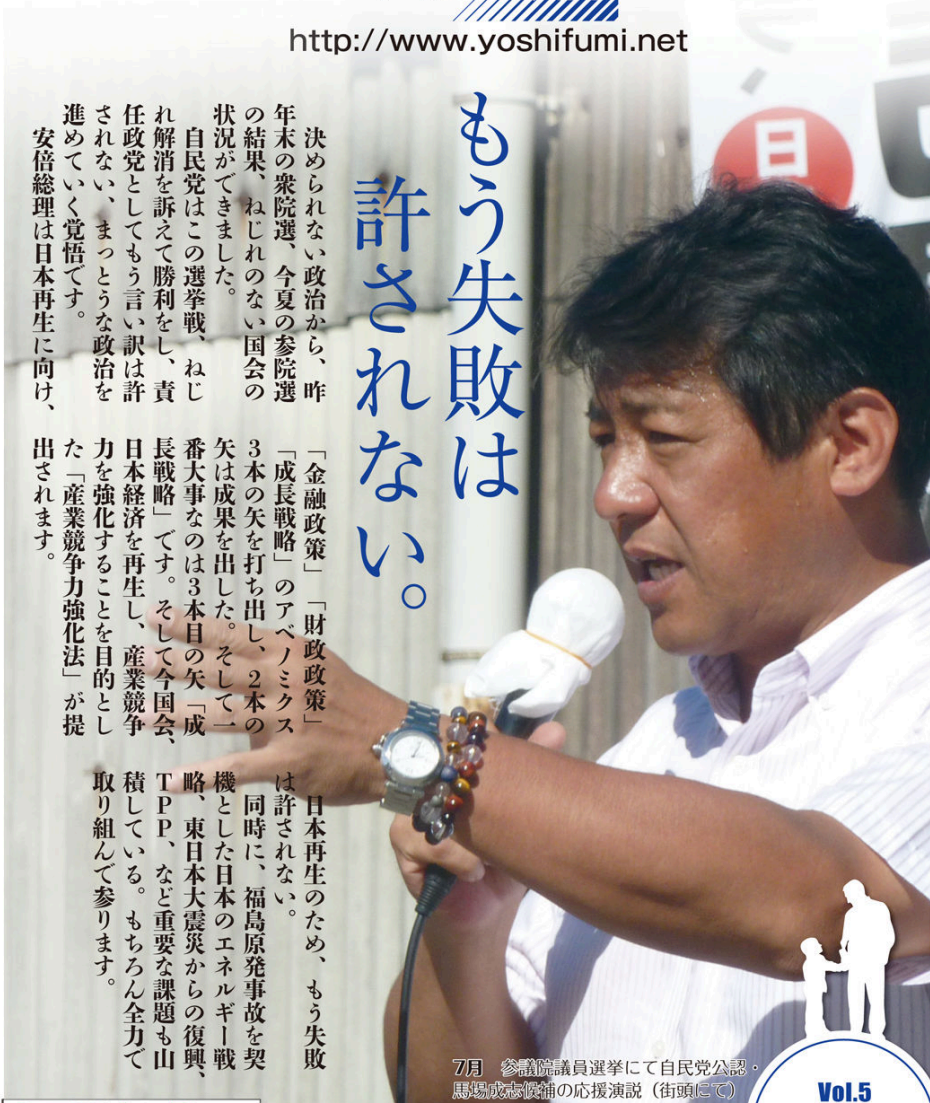 http://www.yoshifumi.net
もう失敗は
許されない。
決められない政治から、昨
年末の衆院選、今夏の参院選
の結果、ねじれのない国会の
状況ができました。
自民党はこの選挙戦、ねじ
れ解消を訴えて勝利をし、責
任政党としてもう言い訳は許
されない、まっとうな政治を
進めていく覚悟です。
安倍総理は日本再生に向け、
「金融政策」「財政政策」
「成長戦略」のアベノミクス
3本の矢を打ち出し、2本の
矢は成果を出した。そして一
番大事なのは3本目の矢「成
長戦略」です。そして今国会、
日本経済を再生し、産業競争
力を強化することを目的とし
た「産業競争力強化法」が提
出されます。
日本再生のため、もう失敗
は許されない。
同時に、福島原発事故を契
機とした日本のエネルギー戦
略、東日本大震災からの復興、
TPP、など重要な課題も山
積している。もちろん全力で
取り組んで参ります。
日
7月 参議院議員選挙にて自民党公認・
馬場成志候補の応援演説（街頭にて）
Vol.5